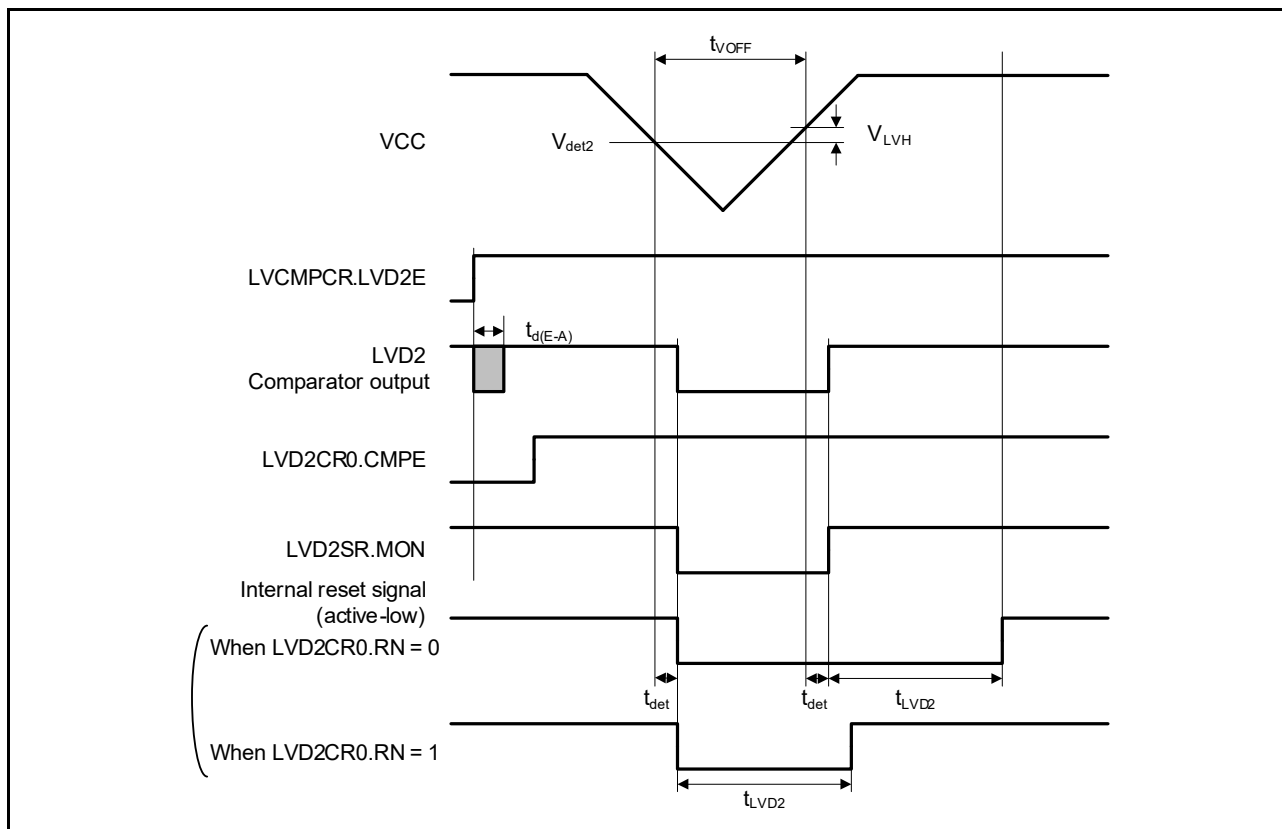 tVOFF
VCC
Vdet2
VLVH
LVCMPCR.LVD2E
td(E-A)
LVD2
Comparator output
LVD2CR0.CMPE
LVD2SR.MON
Internal reset signal
(active-low)
When LVD2CR0.RN = 0
tdet
tdet
tLVD2
When LVD2CR0.RN = 1
tLVD2